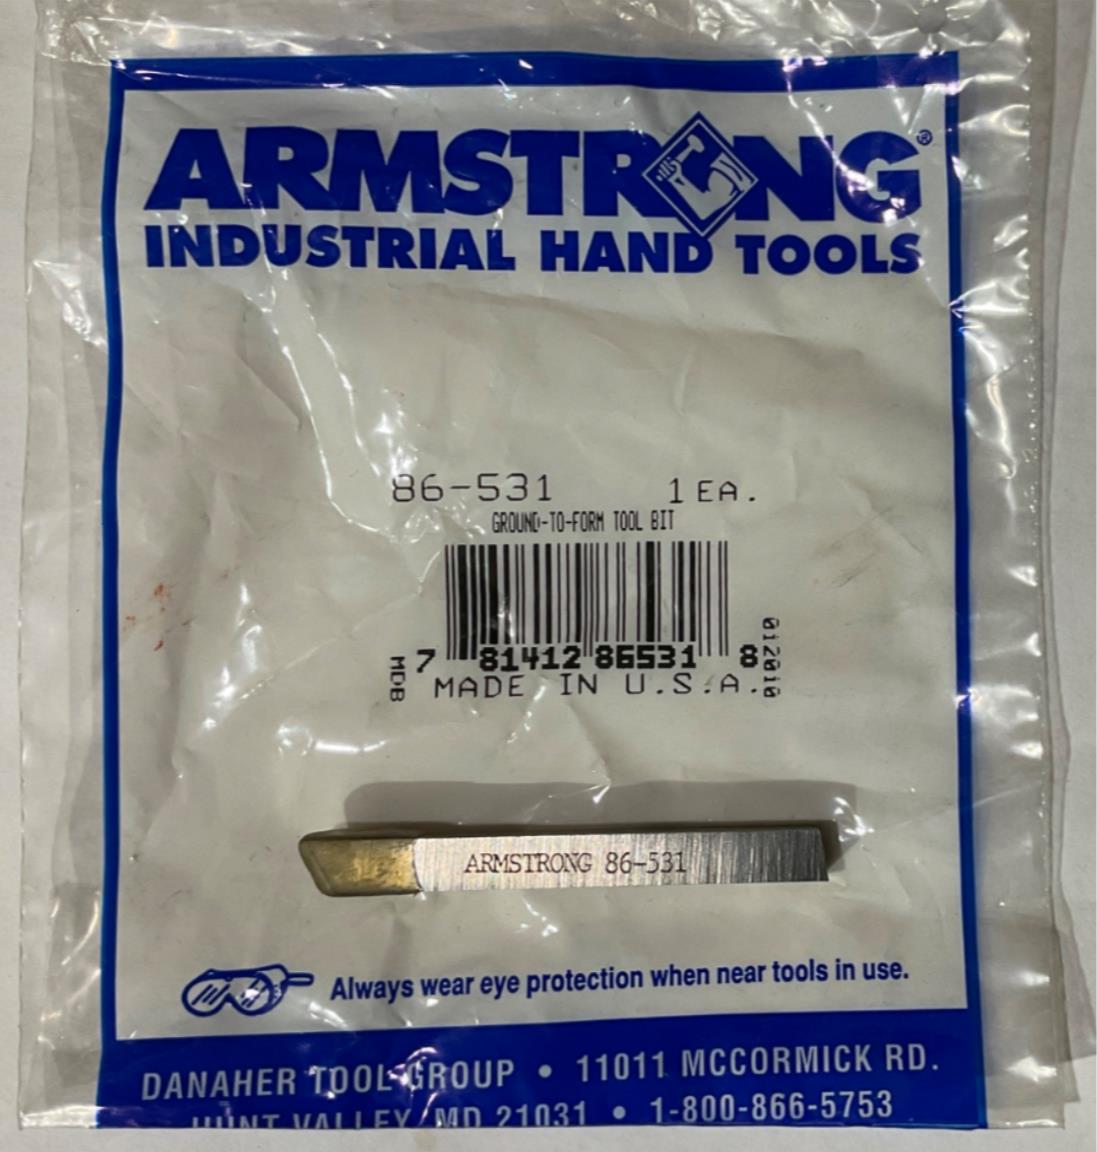 ARMSTRONG®
INDUSTRIAL HAND TOOLS
86-531 1 EA.
GROUND-TO-FORM TOOL BIT
MDB 7 81412 86531 8 012010
MADE IN U.S.A.
ARMSTRONG 86-531
Always wear eye protection when near tools in use.
DANAHER TOOL GROUP • 11011 MCCORMICK RD.
HUNT VALLEY, MD 21031 • 1-800-866-5753